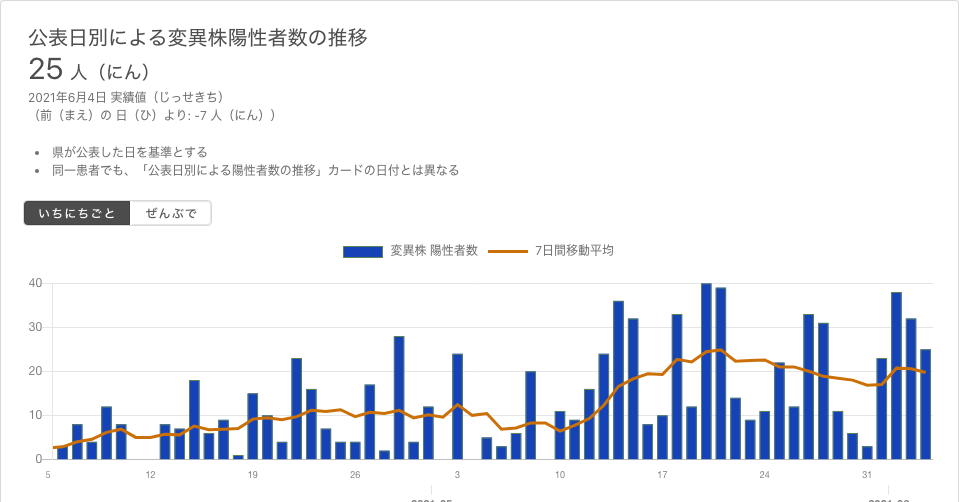 公表日別による変異株陽性者数の推移
25 人（にん）
2021年6月4日 実績値（じっせきち）
（前（まえ）の 日（ひ）より: -7 人（にん））
• 県が公表した日を基準とする
• 同一患者でも、「公表日別による陽性者数の推移」カードの日付とは異なる
いちにちごと ぜんぶで
変異株 陽性者数 7日間移動平均
40
30
20
10
0
5 12 19 26 3 10 17 24 31